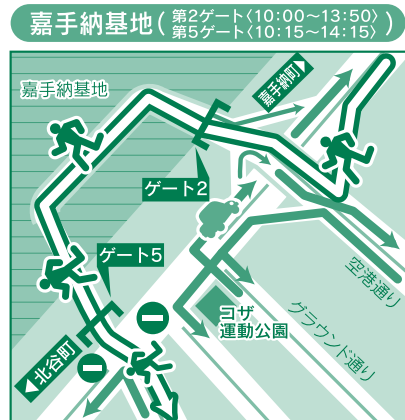 嘉手納基地(第2ゲート〈10:00～13:50〉
第5ゲート〈10:15～14:15〉)
嘉手納基地
嘉手納町▶
ゲート2
ゲート5
空港通り
コザ
運動公園
グラウンド通り
◀北谷町